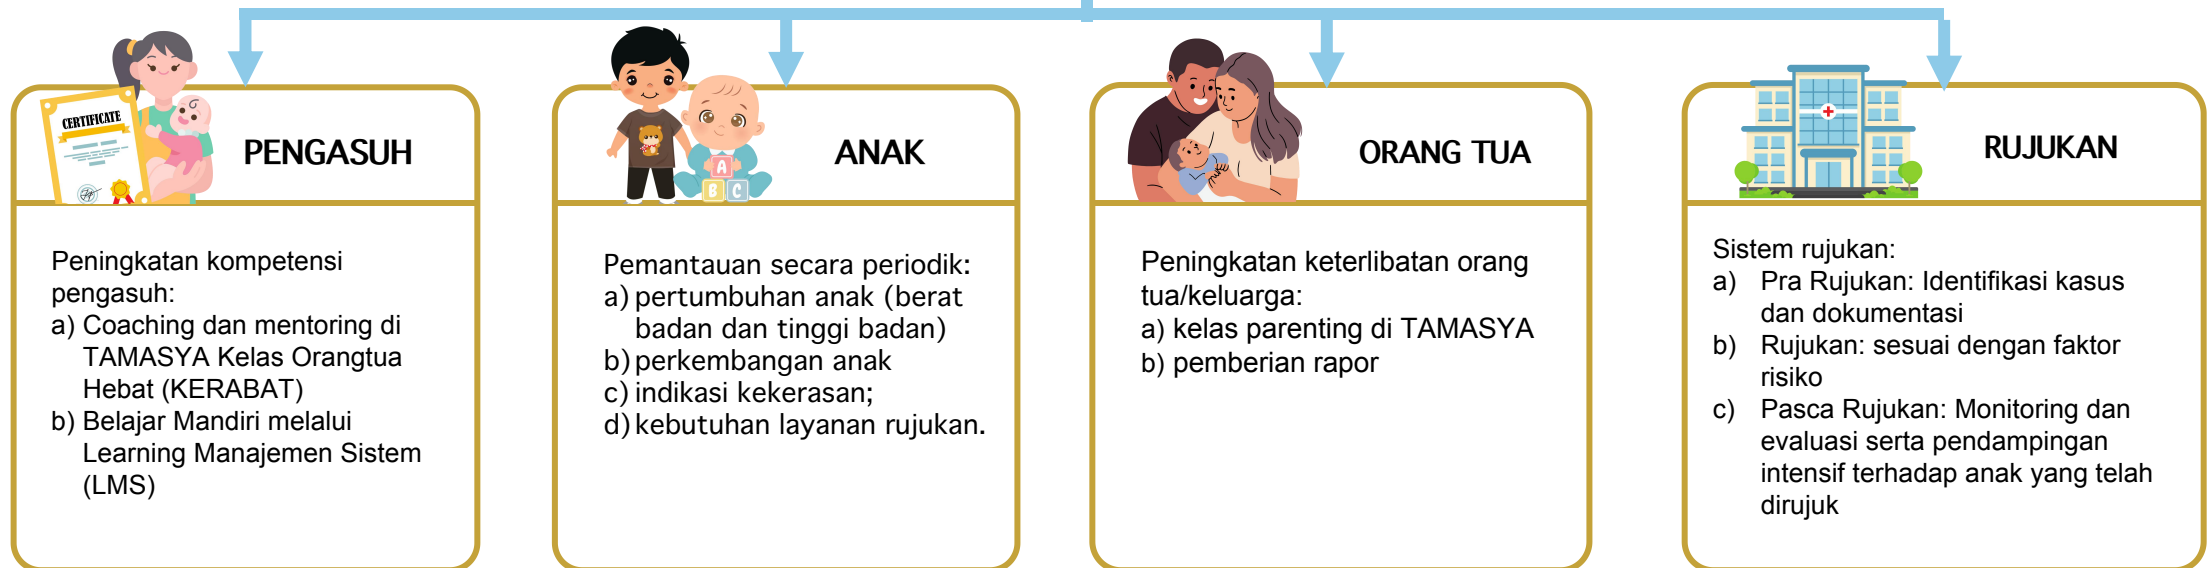 CERTIFICATE
PENGASUH
Peningkatan kompetensi
pengasuh:
a) Coaching dan mentoring di
TAMASYA Kelas Orangtua
Hebat (KERABAT)
b) Belajar Mandiri melalui
Learning Manajemen Sistem
(LMS)
A
B C
ANAK
Pemantauan secara periodik:
a) pertumbuhan anak (berat
badan dan tinggi badan)
b) perkembangan anak
c) indikasi kekerasan;
d) kebutuhan layanan rujukan.
ORANG TUA
Peningkatan keterlibatan orang
tua/keluarga:
a) kelas parenting di TAMASYA
b) pemberian rapor
RUJUKAN
Sistem rujukan:
a) Pra Rujukan: Identifikasi kasus
dan dokumentasi
b) Rujukan: sesuai dengan faktor
risiko
c) Pasca Rujukan: Monitoring dan
evaluasi serta pendampingan
intensif terhadap anak yang telah
dirujuk